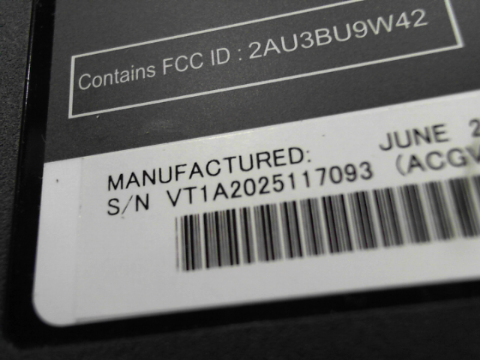 Contains FCC ID : 2AU3BU9W42
MANUFACTURED: JUNE
S/N VT1A2025117093